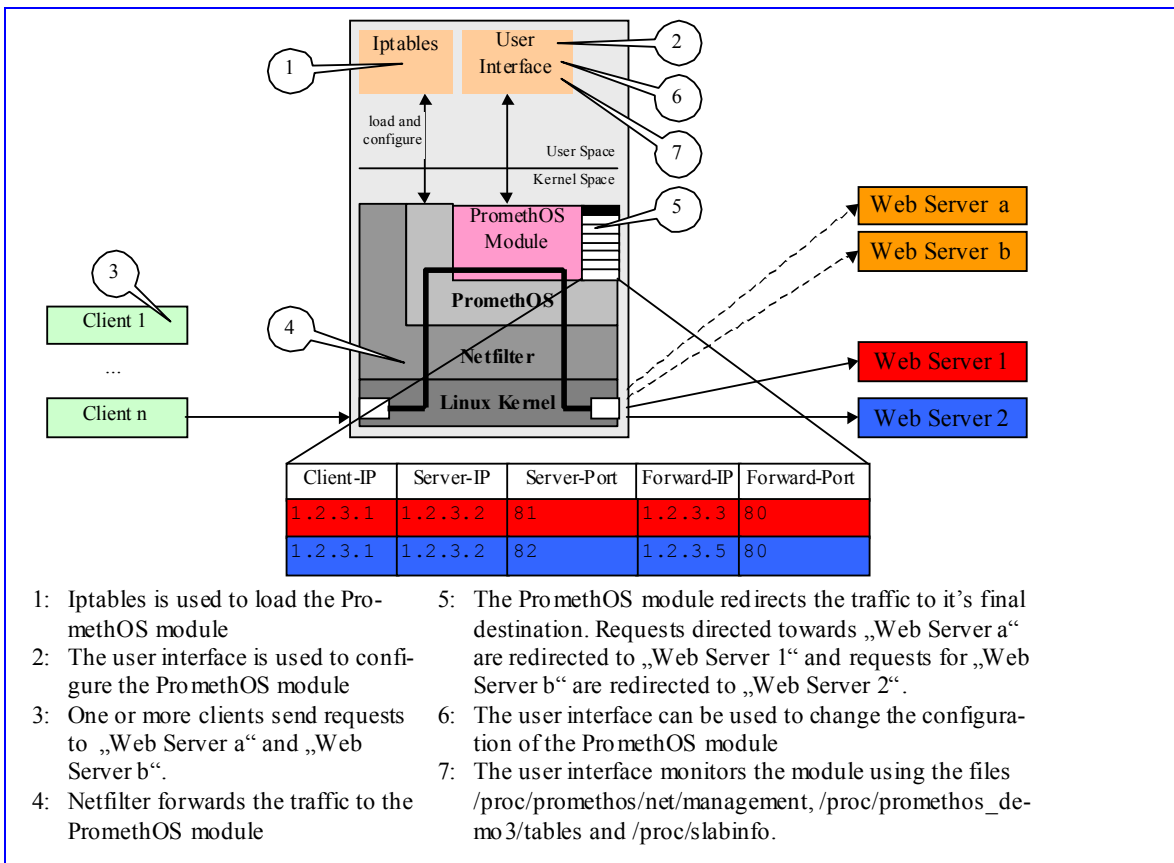 Iptables
User
Interface
1
2
6
7
load and
configure
User Space
Kernel Space
PromethOS
Module
5
3
Client 1
...
Client n
4
PromethOS
Netfilter
Linux Kernel
Web Server a
Web Server b
Web Server 1
Web Server 2
Client-IP Server-IP Server-Port Forward-IP Forward-Port
1.2.3.1 1.2.3.2 81 1.2.3.3 80
1.2.3.1 1.2.3.2 82 1.2.3.5 80
1: Iptables is used to load the Pro-
methOS module
2: The user interface is used to confi-
gure the PromethOS module
3: One or more clients send requests
to „Web Server a“ and „Web
Server b“.
4: Netfilter forwards the traffic to the
PromethOS module
5: The PromethOS module redirects the traffic to it's final
destination. Requests directed towards „Web Server a“
are redirected to „Web Server 1“ and requests for „Web
Server b“ are redirected to „Web Server 2“.
6: The user interface can be used to change the configura-
tion of the PromethOS module
7: The user interface monitors the module using the files
/proc/promethos/net/management, /proc/promethos_de-
mo3/tables and /proc/slabinfo.